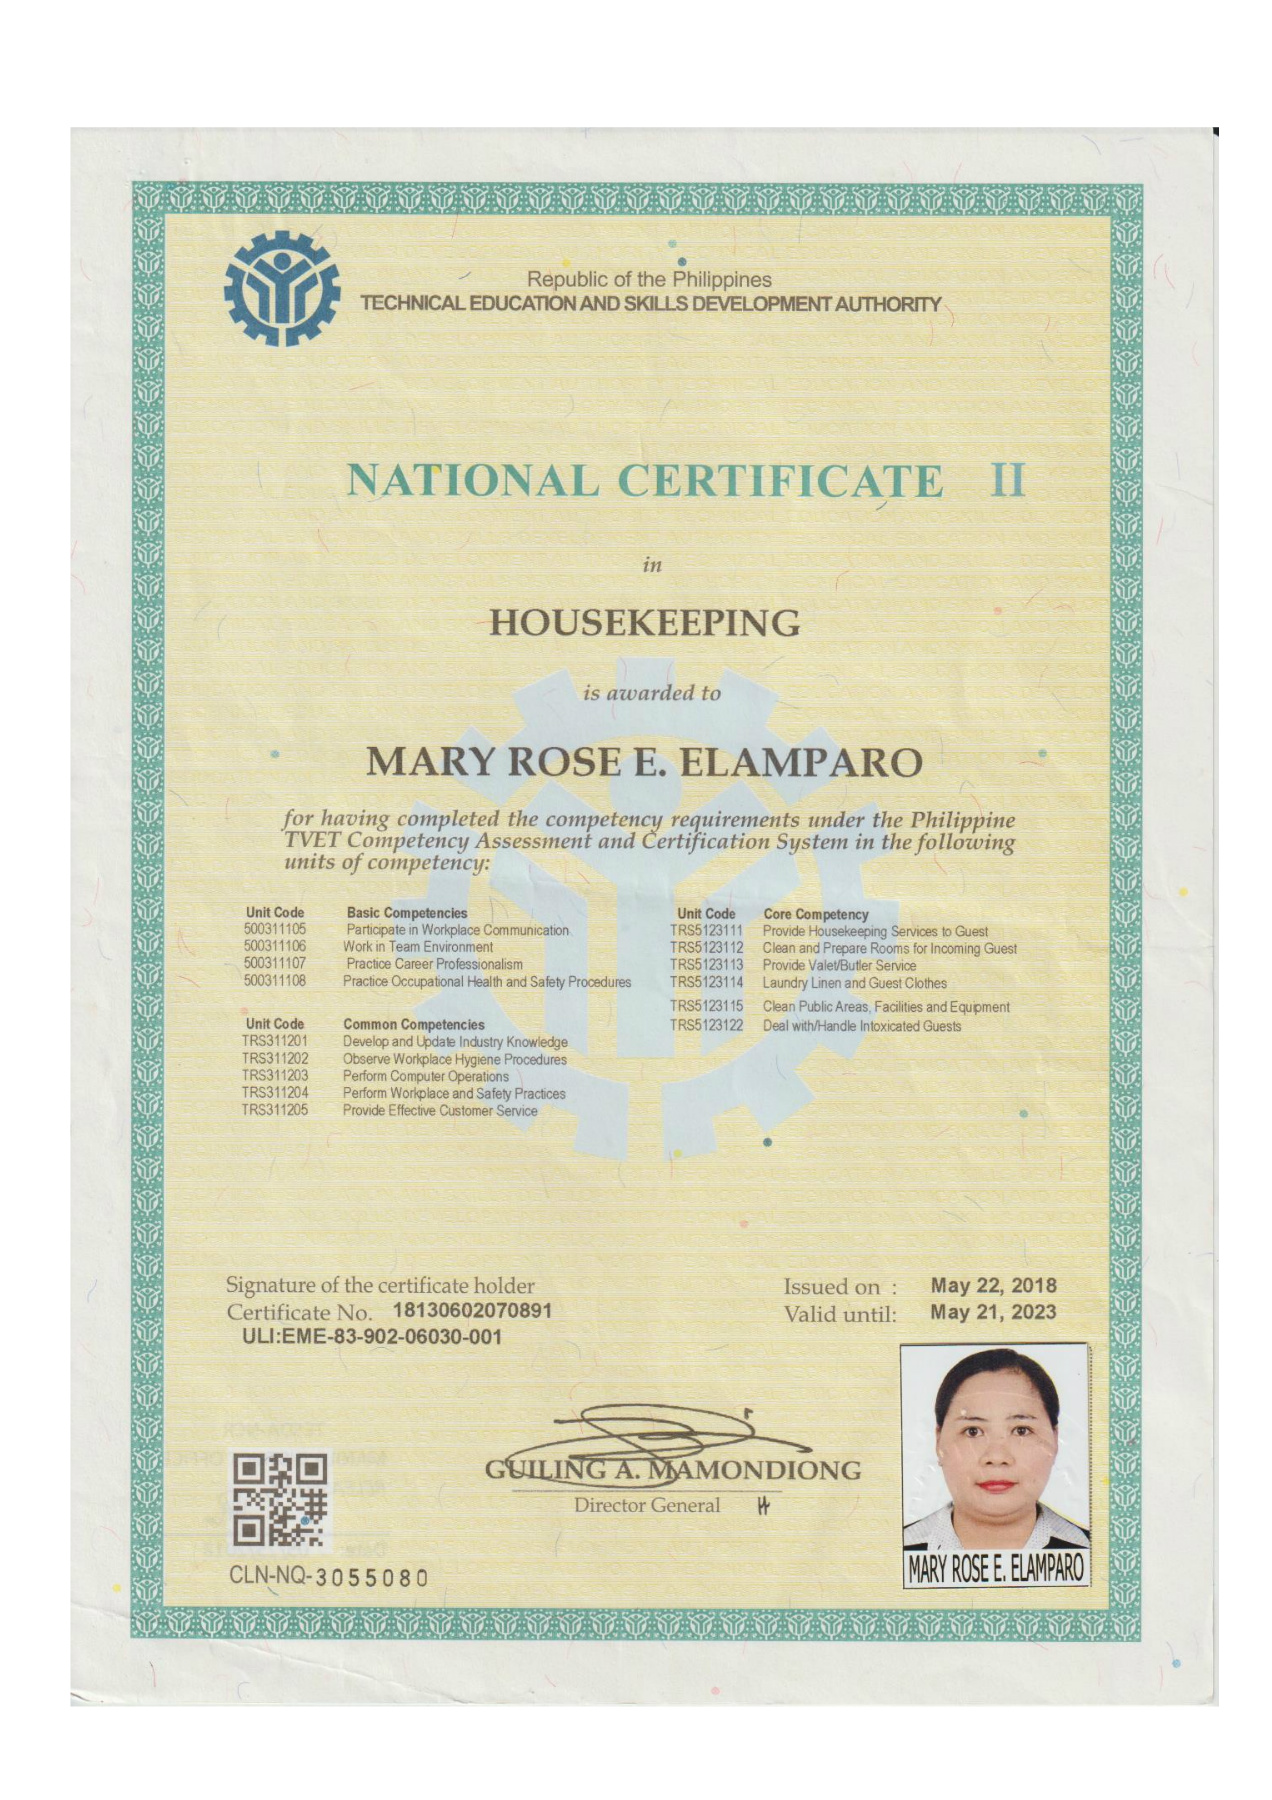 Republic of the Philippines
TECHNICAL EDUCATION AND SKILLS DEVELOPMENT AUTHORITY
NATIONAL CERTIFICATE II
in
HOUSEKEEPING
is awarded to
MARY ROSE E. ELAMPARO
for having completed the competency requirements under the Philippine
TVET Competency Assessment and Certification System in the following
units of competency:
Unit Code Basic Competencies
500311105 Participate in Workplace Communication
500311106 Work in Team Environment
500311107 Practice Career Professionalism
500311108 Practice Occupational Health and Safety Procedures
Unit Code Common Competencies
TRS311201 Develop and Update Industry Knowledge
TRS311202 Observe Workplace Hygiene Procedures
TRS311203 Perform Computer Operations
TRS311204 Perform Workplace and Safety Practices
TRS311205 Provide Effective Customer Service
Unit Code Core Competency
TRS5123111 Provide Housekeeping Services to Guest
TRS5123112 Clean and Prepare Rooms for Incoming Guest
TRS5123113 Provide Valet/Butler Service
TRS5123114 Laundry Linen and Guest Clothes
TRS5123115 Clean Public Areas, Facilities and Equipment
TRS5123122 Deal with/Handle Intoxicated Guests
Signature of the certificate holder
Certificate No. 18130602070891
ULI:EME-83-902-06030-001
Issued on : May 22, 2018
Valid until: May 21, 2023
GUILING A. MAMONDIONG
Director General
CLN-NQ-3055080
MARY ROSE E. ELAMPARO